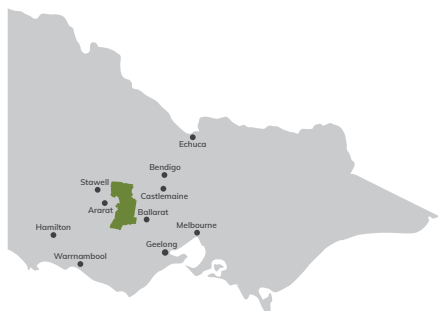 Echuca
Bendigo
Stawell
Castlemaine
Ararat
Ballarat
Hamilton
Melbourne
Geelong
Warrnambool